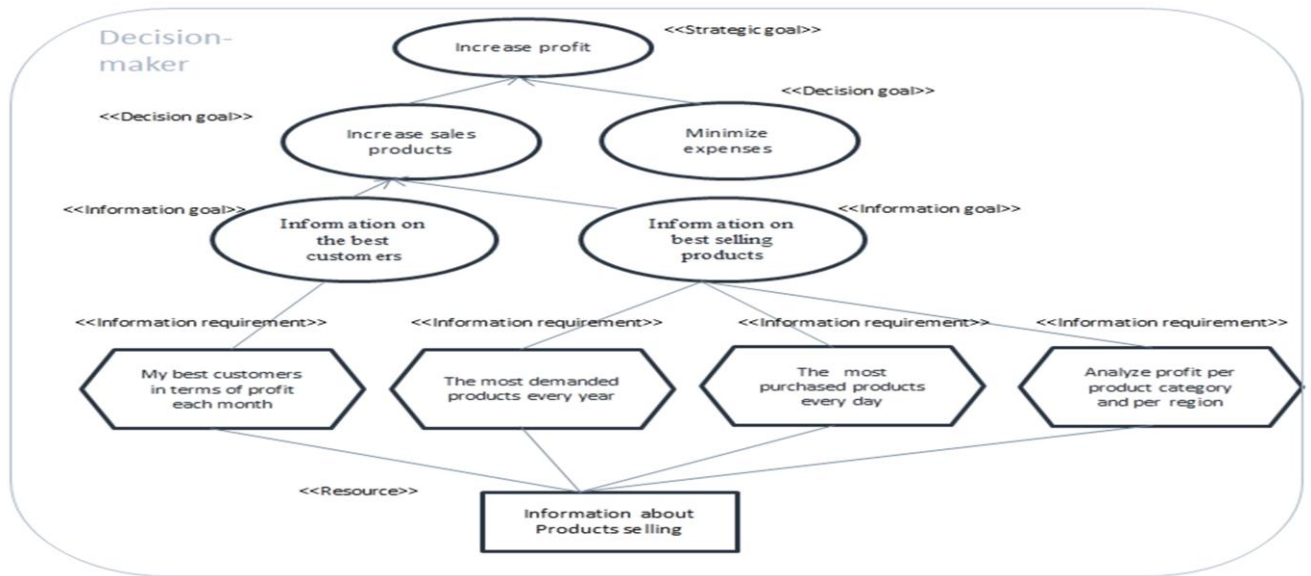 Decision-
maker
Increase profit
<<Strategic goal>>
<<Decision goal>>
<<Decision goal>>
Increase sales
products
Minimize
expenses
<<Information goal>>
<<Information goal>>
Information on
the best
customers
Information on
best selling
products
<<Information requirement>>
<<Information requirement>>
<<Information requirement>>
<<Information requirement>>
My best customers
in terms of profit
each month
The most demanded
products every year
The most
purchased products
every day
Analyze profit per
product category
and per region
<<Resource>>
Information about
Products selling